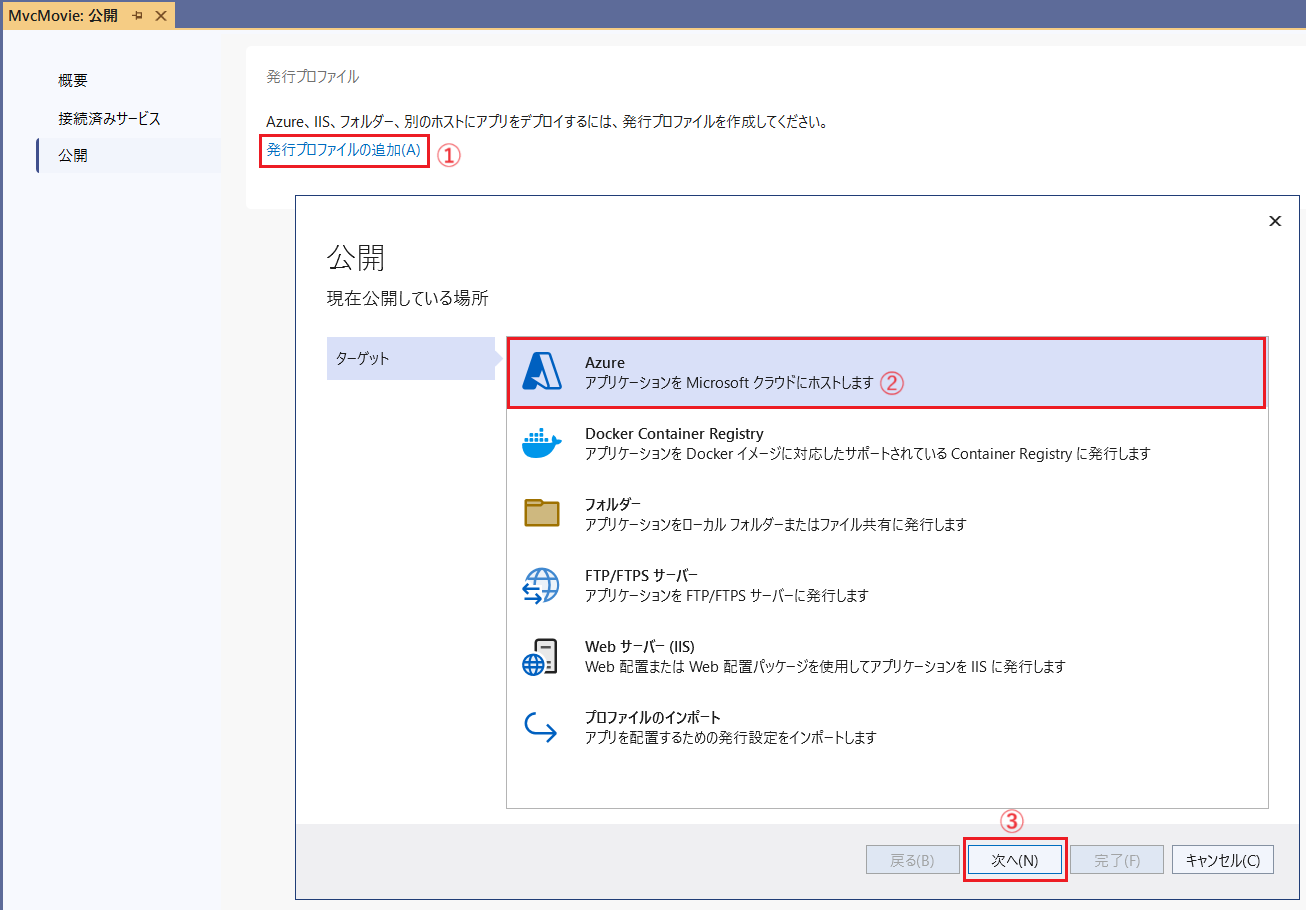 MvcMovie: 公開
概要
接続済みサービス
公開
発行プロファイル
Azure、IIS、フォルダー、別のホストにアプリをデプロイするには、発行プロファイルを作成してください。
発行プロファイルの追加(A)
①
公開
現在公開している場所
ターゲット
Azure
アプリケーションを Microsoft クラウドにホストします
②
Docker Container Registry
アプリケーションを Docker イメージに対応したサポートされている Container Registry に発行します
フォルダー
アプリケーションをローカル フォルダーまたはファイル共有に発行します
FTP/FTPS サーバー
アプリケーションを FTP/FTPS サーバーに発行します
Web サーバー (IIS)
Web 配置または Web 配置パッケージを使用してアプリケーションを IIS に発行します
プロファイルのインポート
アプリを配置するための発行設定をインポートします
③
戻る(B)
次へ(N)
完了(F)
キャンセル(C)